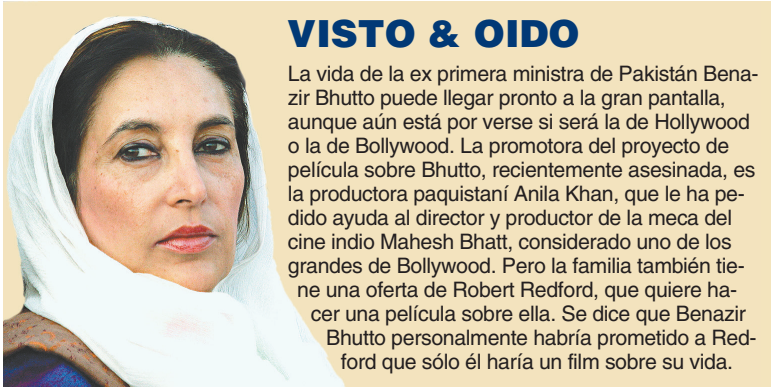 VISTO & OIDO
La vida de la ex primera ministra de Pakistán Bena-
zir Bhutto puede llegar pronto a la gran pantalla,
aunque aún está por verse si será la de Hollywood
o la de Bollywood. La promotora del proyecto de
película sobre Bhutto, recientemente asesinada, es
la productora paquistaní Anila Khan, que le ha pe-
dido ayuda al director y productor de la meca del
cine indio Mahesh Bhatt, considerado uno de los
grandes de Bollywood. Pero la familia también tie-
ne una oferta de Robert Redford, que quiere ha-
cer una película sobre ella. Se dice que Benazir
Bhutto personalmente habría prometido a Red-
ford que sólo él haría un film sobre su vida.